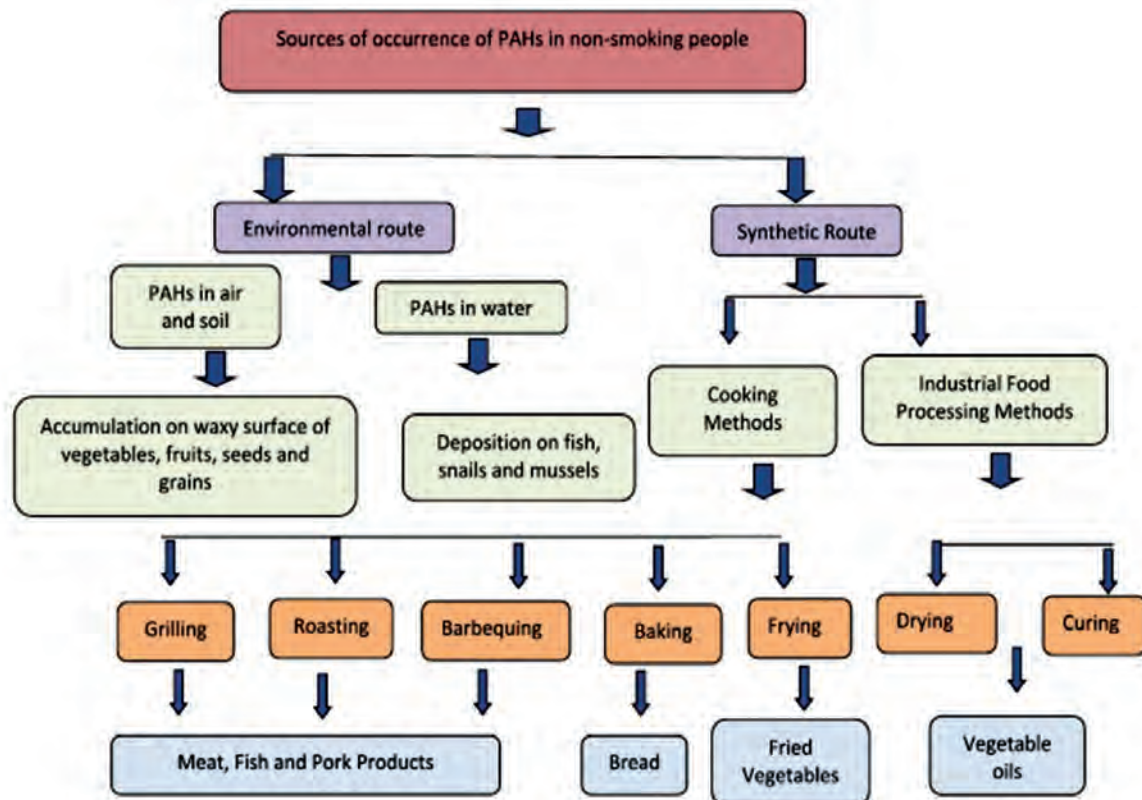 Sources of occurrence of PAHs in non-smoking people
Environmental route
Synthetic Route
PAHs in air
and soil
PAHs in water
Cooking
Methods
Industrial Food
Processing Methods
Accumulation on waxy surface of
vegetables, fruits, seeds and
grains
Deposition on fish,
snails and mussels
Grilling
Roasting
Barbequing
Baking
Frying
Drying
Curing
Meat, Fish and Pork Products
Bread
Fried
Vegetables
Vegetable
oils